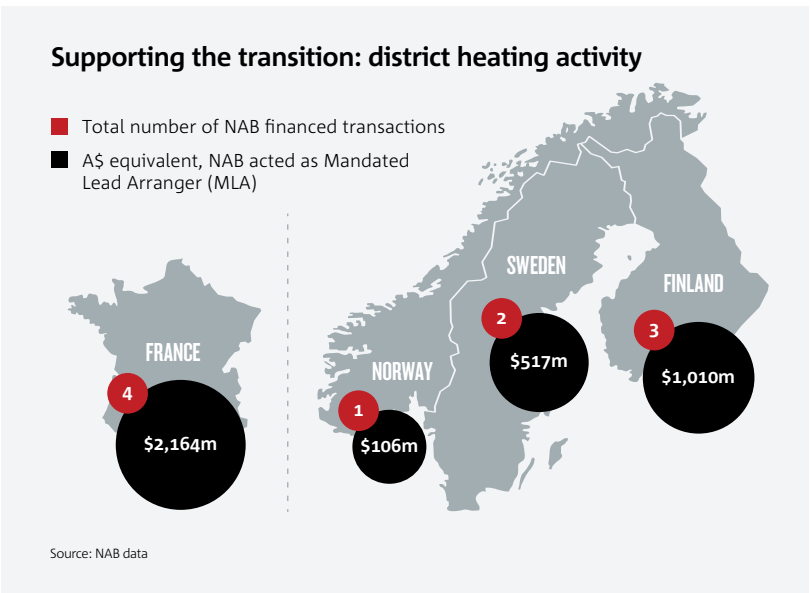 Supporting the transition: district heating activity
Total number of NAB financed transactions
A$ equivalent, NAB acted as Mandated
Lead Arranger (MLA)
FRANCE
4
$2,164m
NORWAY
1
$106m
SWEDEN
2
$517m
FINLAND
3
$1,010m
Source: NAB data